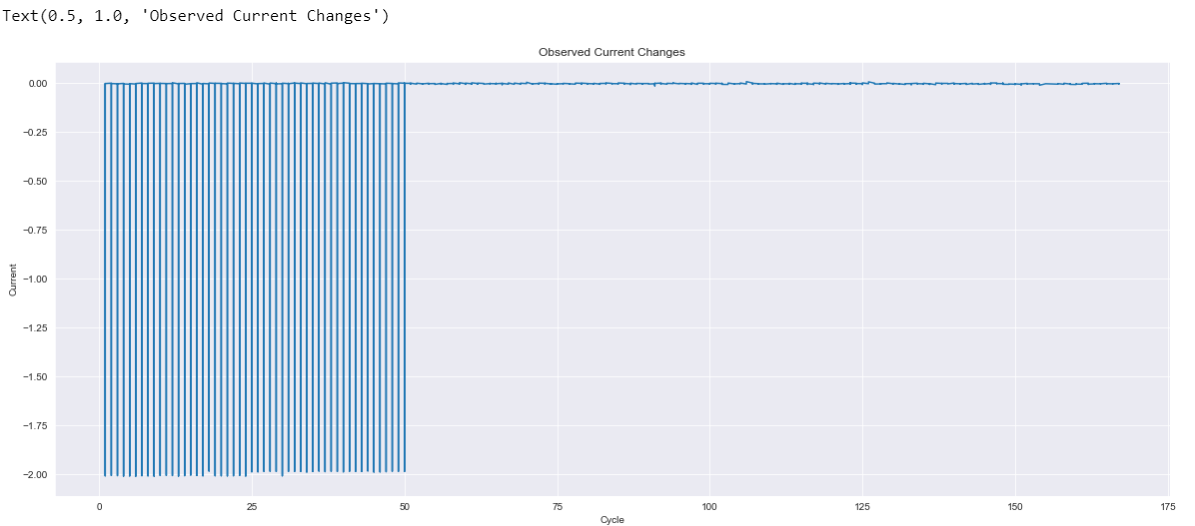 Text(0.5, 1.0, 'Observed Current Changes')
Observed Current Changes
0.00
−0.25
−0.50
−0.75
−1.00
−1.25
−1.50
−1.75
−2.00
Current
0 25 50 75 100 125 150 175
Cycle